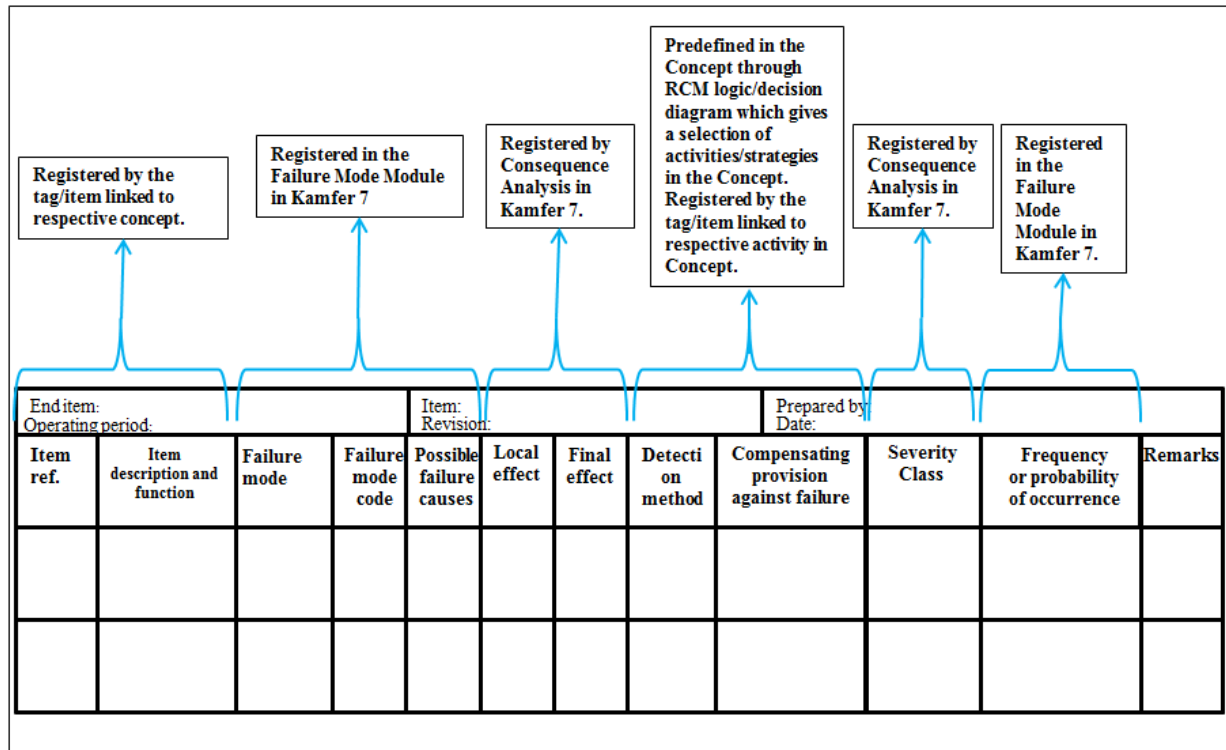 Registered by the
tag/item linked to
respective concept.
Registered in the
Failure Mode Module
in Kamfer 7
Registered by
Consequence
Analysis in
Kamfer 7.
Predefined in the
Concept through
RCM logic/decision
diagram which gives
a selection of
activities/strategies
in the Concept.
Registered by the
tag/item linked to
respective activity in
Concept.
Registered by
Consequence
Analysis in
Kamfer 7.
Registered
in the
Failure
Mode
Module in
Kamfer 7.
End item:
Operating period:
Item:
Revision:
Prepared by:
Date:
Item
ref.
Item
description and
function
Failure
mode
Failure
mode
code
Possible
failure
causes
Local
effect
Final
effect
Detecti
on
method
Compensating
provision
against failure
Severity
Class
Frequency
or probability
of occurrence
Remarks